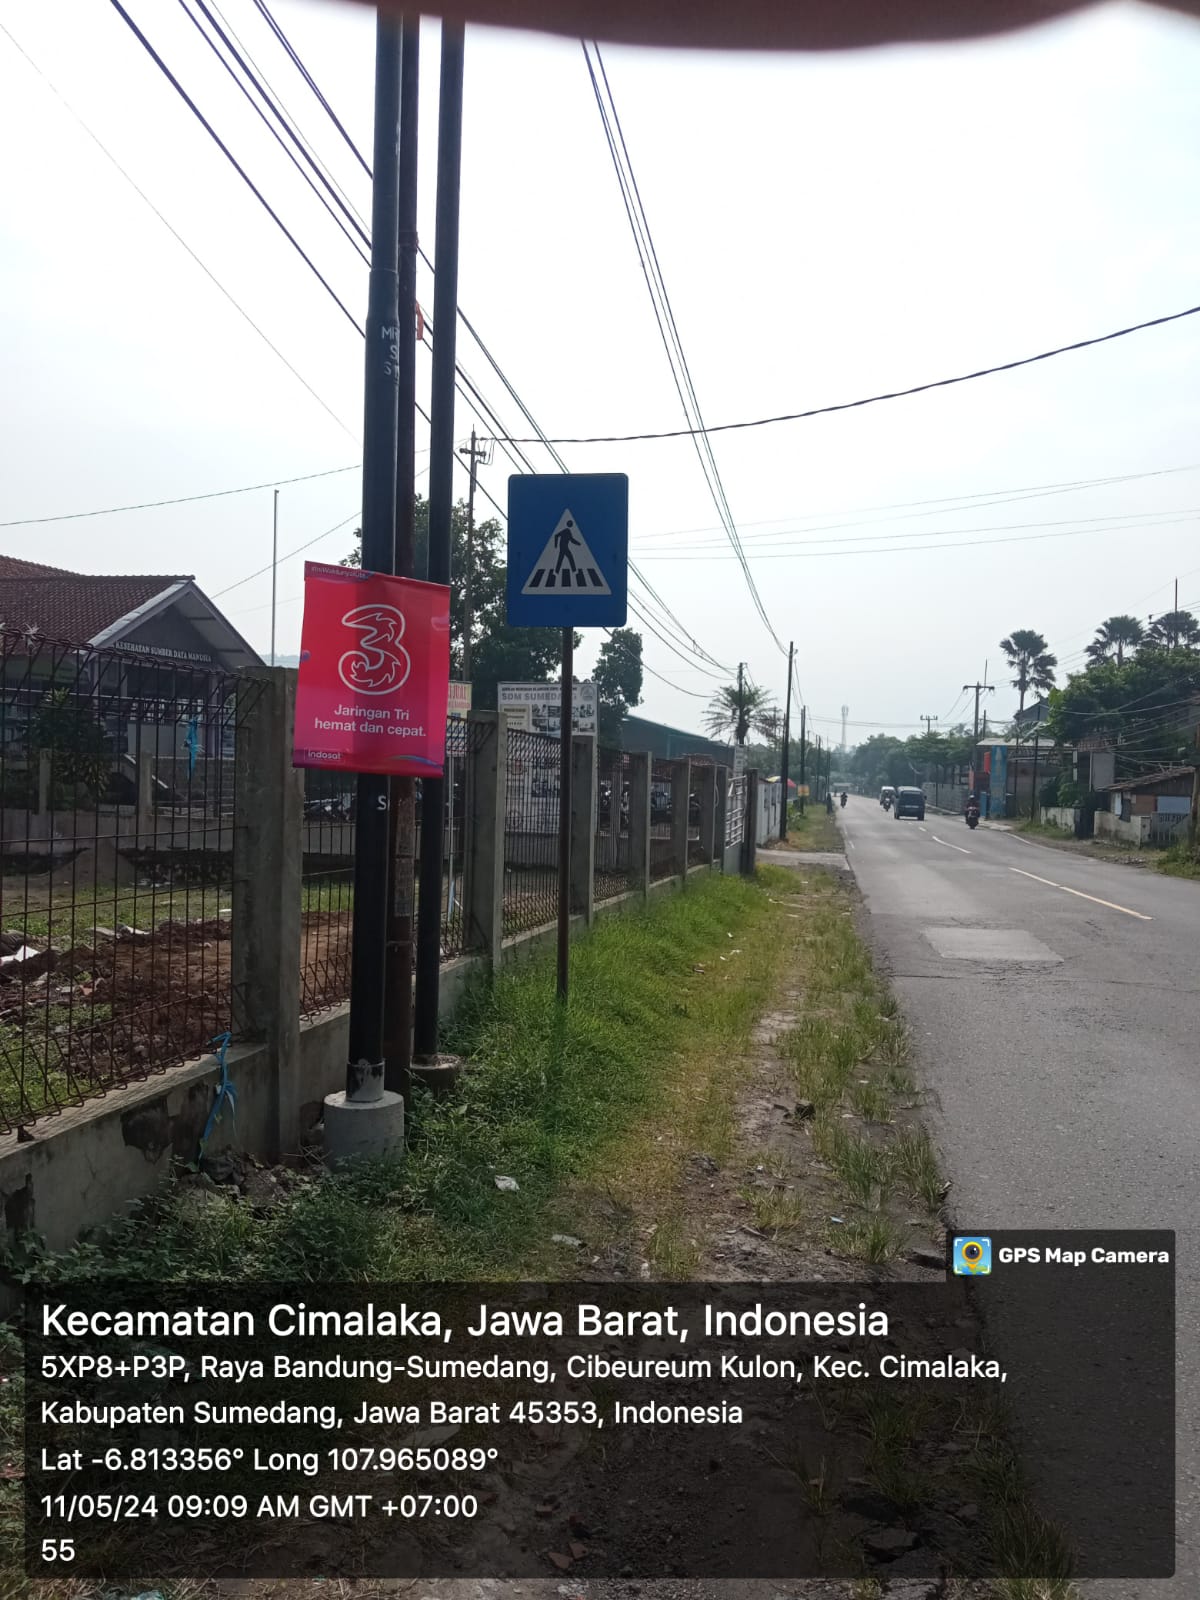 MR
S
KESEHATAN SUMBER DAYA MANUSIA
3
Jaringan Tri
hemat dan cepat.
indosat
SDM SUMEDANG
GPS Map Camera
Kecamatan Cimalaka, Jawa Barat, Indonesia
5XP8+P3P, Raya Bandung-Sumedang, Cibeureum Kulon, Kec. Cimalaka,
Kabupaten Sumedang, Jawa Barat 45353, Indonesia
Lat -6.813356° Long 107.965089°
11/05/24 09:09 AM GMT +07:00
55